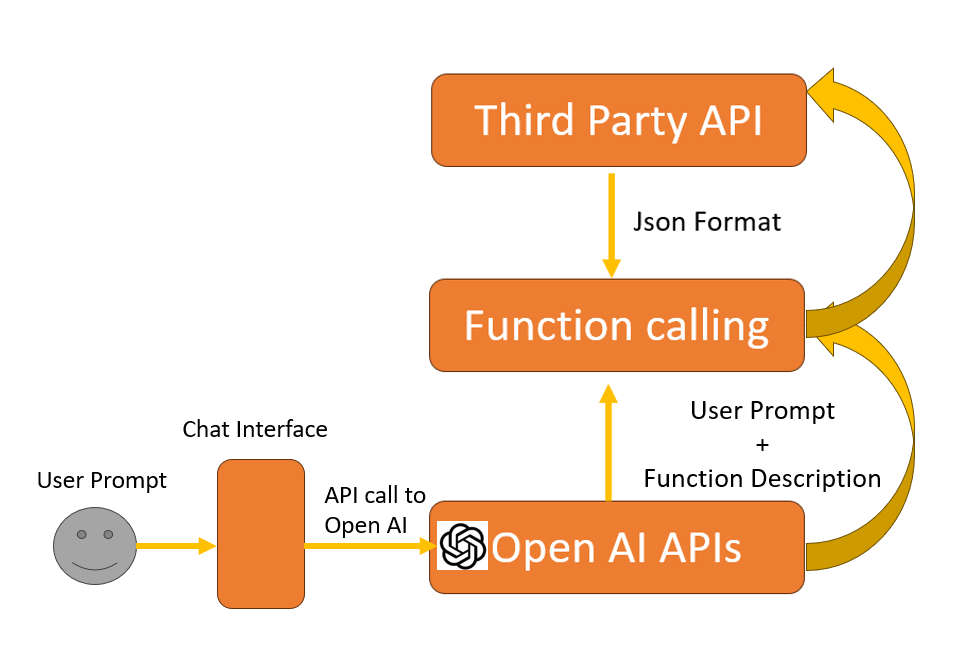 Third Party API
Json Format
Function calling
User Prompt
+
Function Description
Chat Interface
User Prompt
API call to
Open AI
Open AI APIs